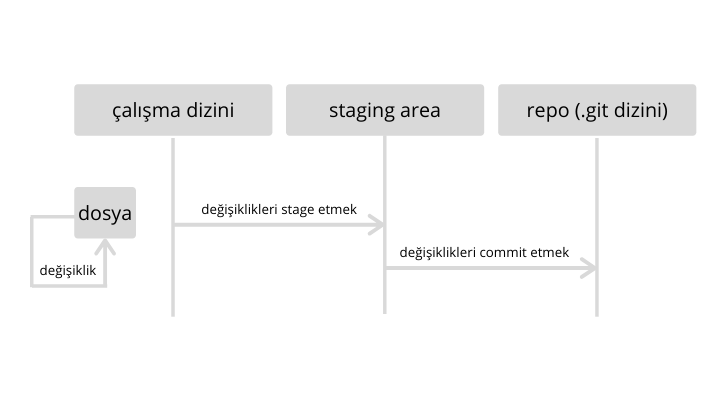 çalışma dizini
staging area
repo (.git dizini)
dosya
değişiklikleri stage etmek
değişiklikleri commit etmek
değişiklik